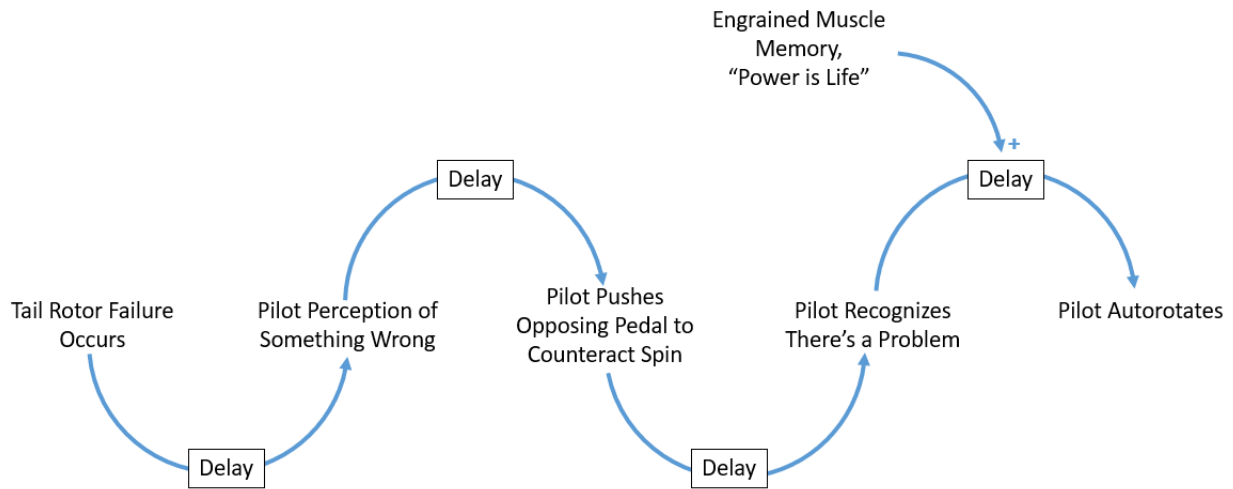 Engrained Muscle
Memory,
“Power is Life”
+
Delay
Delay
Tail Rotor Failure
Occurs
Pilot Perception of
Something Wrong
Pilot Pushes
Opposing Pedal to
Counteract Spin
Pilot Recognizes
There’s a Problem
Pilot Autorotates
Delay
Delay